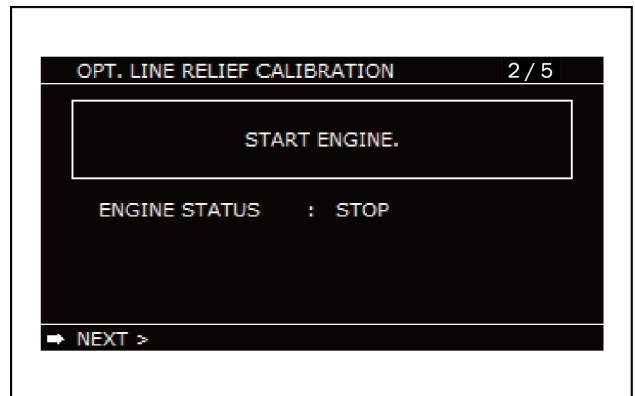 OPT. LINE RELIEF CALIBRATION 2/5
START ENGINE.
ENGINE STATUS : STOP
➡ NEXT >